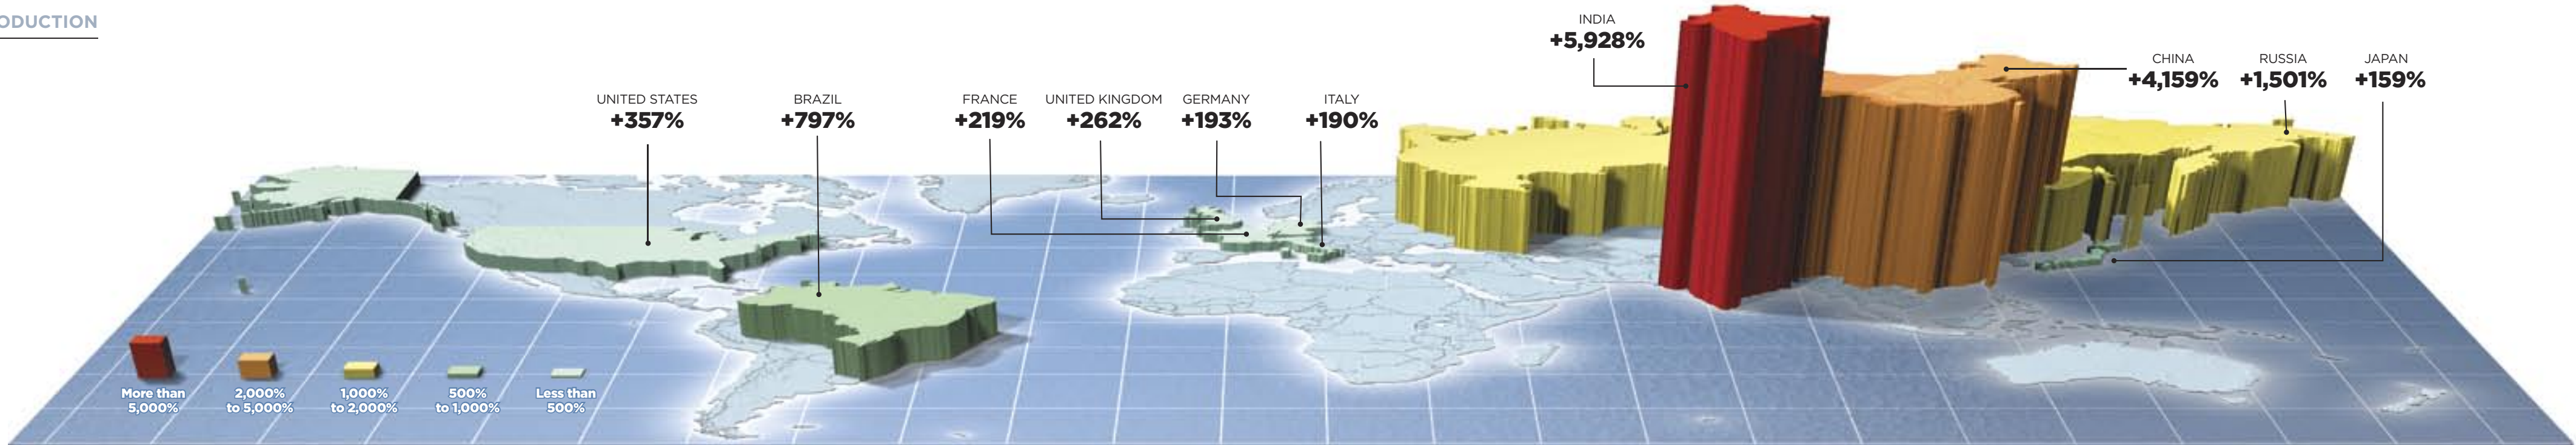 ODUCTION
INDIA
+5,928%
CHINA
+4,159%
RUSSIA
+1,501%
JAPAN
+159%
UNITED STATES
+357%
BRAZIL
+797%
FRANCE
+219%
UNITED KINGDOM
+262%
GERMANY
+193%
ITALY
+190%
More than
5,000%
2,000%
to 5,000%
1,000%
to 2,000%
500%
to 1,000%
Less than
500%